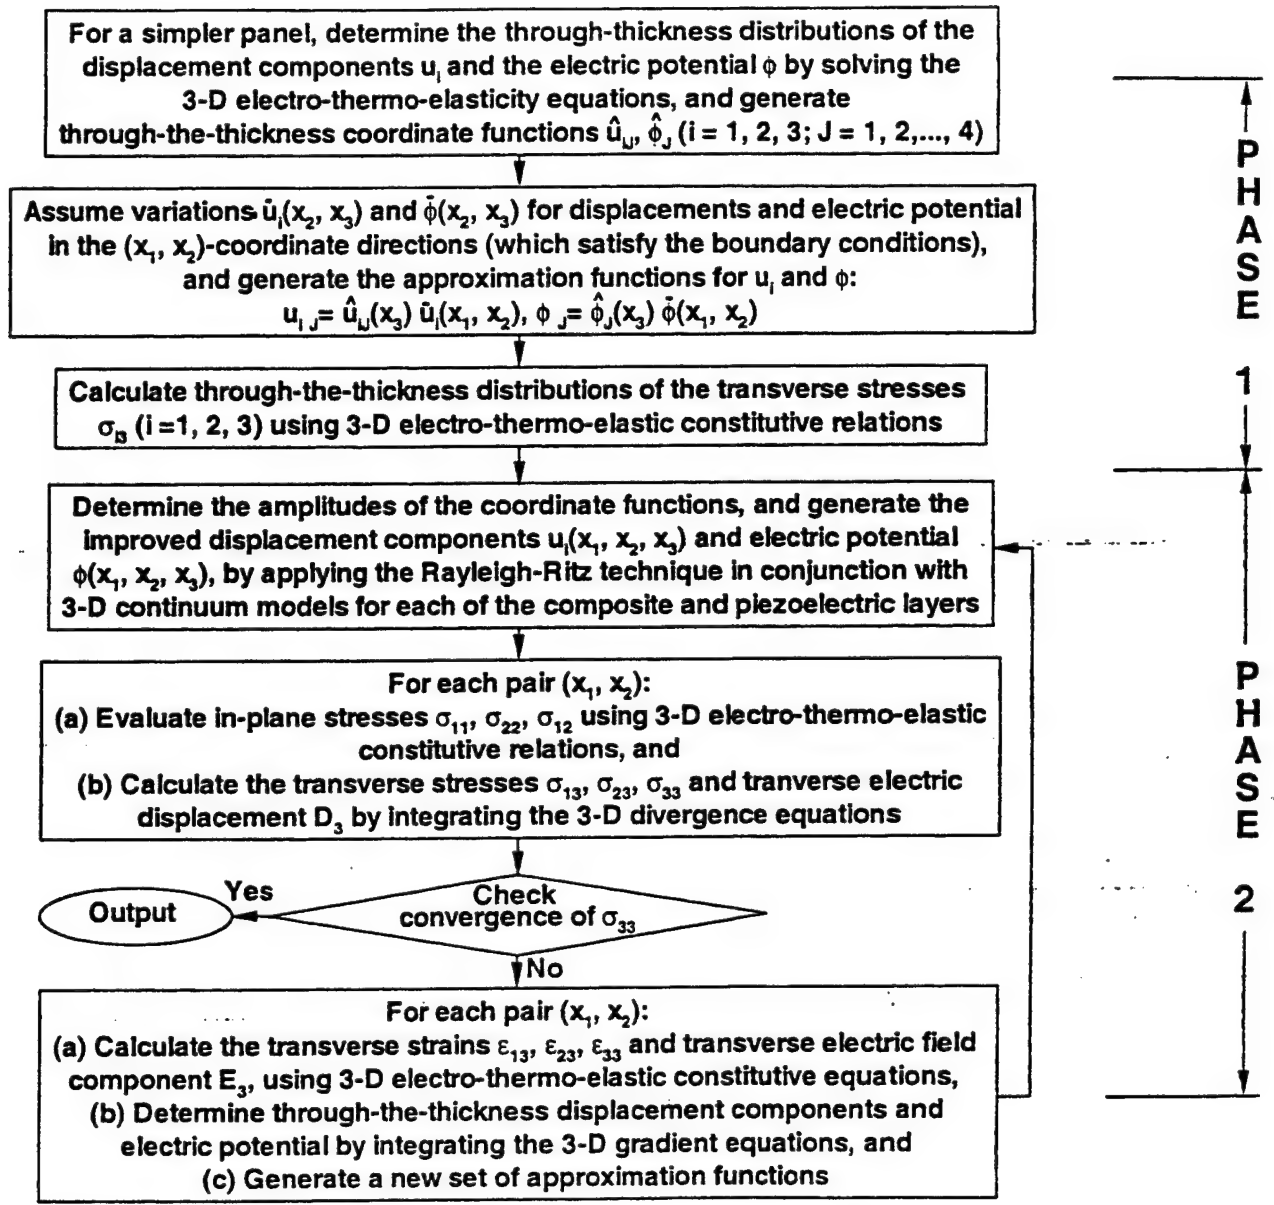 For a simpler panel, determine the through-thickness distributions of the
displacement components uᵢ and the electric potential ϕ by solving the
3-D electro-thermo-elasticity equations, and generate
through-the-thickness coordinate functions ûᵢⱼ, ϕ̂_J (i = 1, 2, 3; J = 1, 2,..., 4)
Assume variations ūᵢ(x₂, x₃) and ϕ̄(x₂, x₃) for displacements and electric potential
in the (x₁, x₂)-coordinate directions (which satisfy the boundary conditions),
and generate the approximation functions for uᵢ and ϕ:
uᵢ ⱼ= ûᵢⱼ(x₃) ūᵢ(x₁, x₂), ϕ _J= ϕ̂_J(x₃) ϕ̄(x₁, x₂)
Calculate through-the-thickness distributions of the transverse stresses
σᵢ₃ (i =1, 2, 3) using 3-D electro-thermo-elastic constitutive relations
PHASE 1
Determine the amplitudes of the coordinate functions, and generate the
improved displacement components uᵢ(x₁, x₂, x₃) and electric potential
ϕ(x₁, x₂, x₃), by applying the Rayleigh-Ritz technique in conjunction with
3-D continuum models for each of the composite and piezoelectric layers
For each pair (x₁, x₂):
(a) Evaluate in-plane stresses σ₁₁, σ₂₂, σ₁₂ using 3-D electro-thermo-elastic
constitutive relations, and
(b) Calculate the transverse stresses σ₁₃, σ₂₃, σ₃₃ and tranverse electric
displacement D₃ by integrating the 3-D divergence equations
Check
convergence of σ₃₃
Yes
Output
No
For each pair (x₁, x₂):
(a) Calculate the transverse strains ε₁₃, ε₂₃, ε₃₃ and transverse electric field
component E₃, using 3-D electro-thermo-elastic constitutive equations,
(b) Determine through-the-thickness displacement components and
electric potential by integrating the 3-D gradient equations, and
(c) Generate a new set of approximation functions
PHASE 2